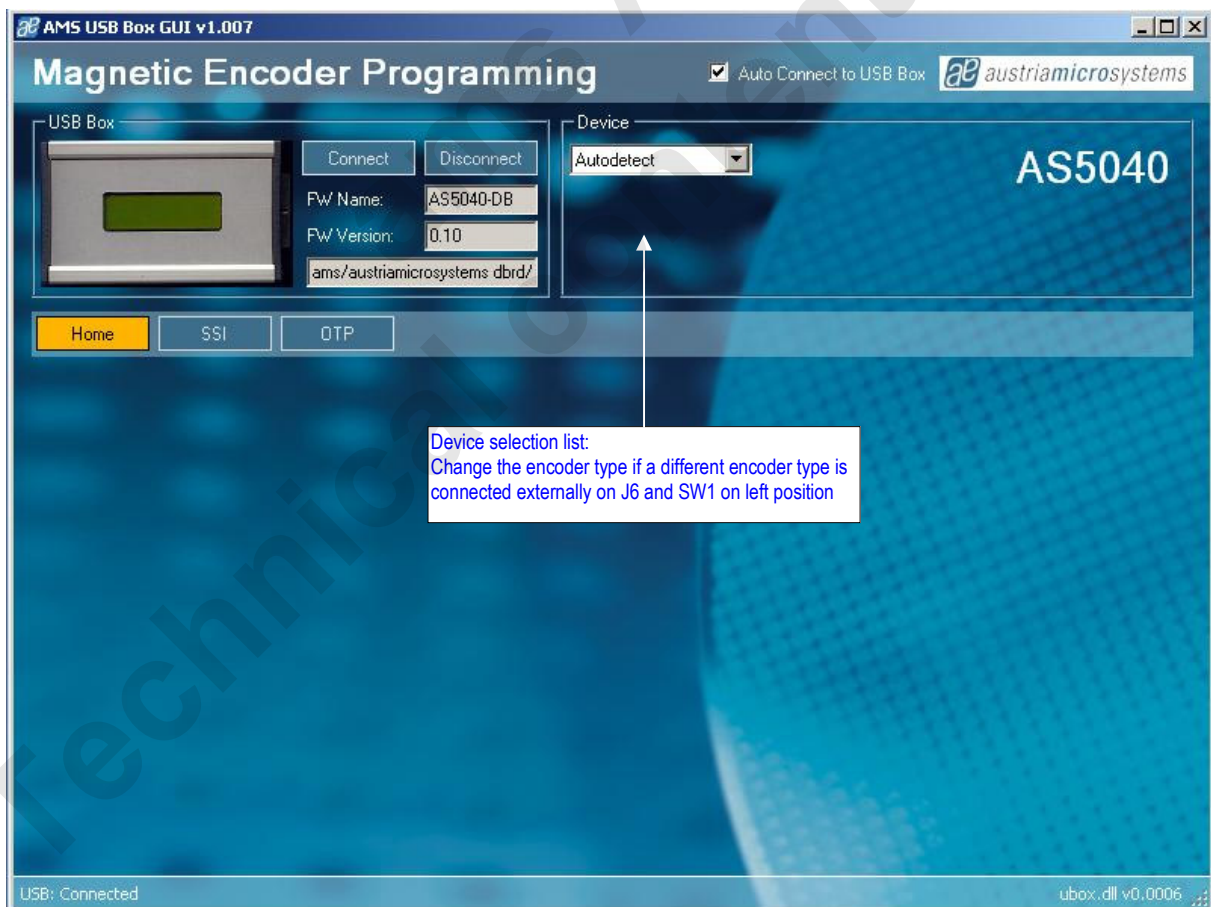 AMS USB Box GUI v1.007
Magnetic Encoder Programming
Auto Connect to USB Box
austriamicrosystems
USB Box
Connect
Disconnect
FW Name:
AS5040-DB
FW Version:
0.10
ams/austriamicrosystems dbrd/
Device
Autodetect
AS5040
Home
SSI
OTP
Device selection list:
Change the encoder type if a different encoder type is
connected externally on J6 and SW1 on left position
Technical content
USB: Connected
ubox.dll v0.0006